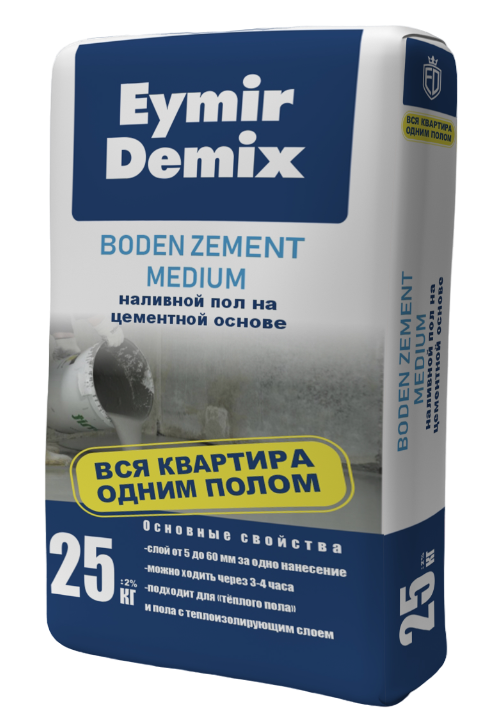 Eymir
Demix
BODEN ZEMENT
MEDIUM
наливной пол на
цементной основе
ВСЯ КВАРТИРА
ОДНИМ ПОЛОМ
Основные свойства
-слой от 5 до 60 мм за одно нанесение
-можно ходить через 3-4 часа
-подходит для «тёплого пола»
и пола с теплоизолирующим слоем
25
±2%
кг
ED
ВСЯ КВАРТИРА
ОДНИМ ПОЛОМ
BODEN ZEMENT
MEDIUM
наливной пол на
цементной основе
25
±2%
кг